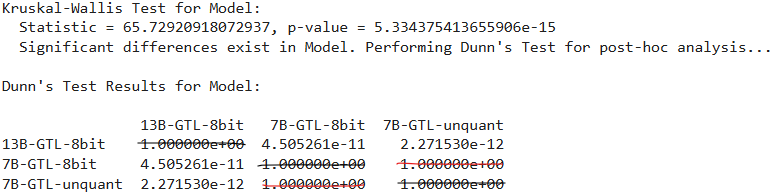 Kruskal-Wallis Test for Model:
Statistic = 65.72920918072937, p-value = 5.334375413655906e-15
Significant differences exist in Model. Performing Dunn's Test for post-hoc analysis...
Dunn's Test Results for Model:
13B-GTL-8bit 7B-GTL-8bit 7B-GTL-unquant
13B-GTL-8bit 1.000000e+00 4.505261e-11 2.271530e-12
7B-GTL-8bit 4.505261e-11 1.000000e+00 1.000000e+00
7B-GTL-unquant 2.271530e-12 1.000000e+00 1.000000e+00